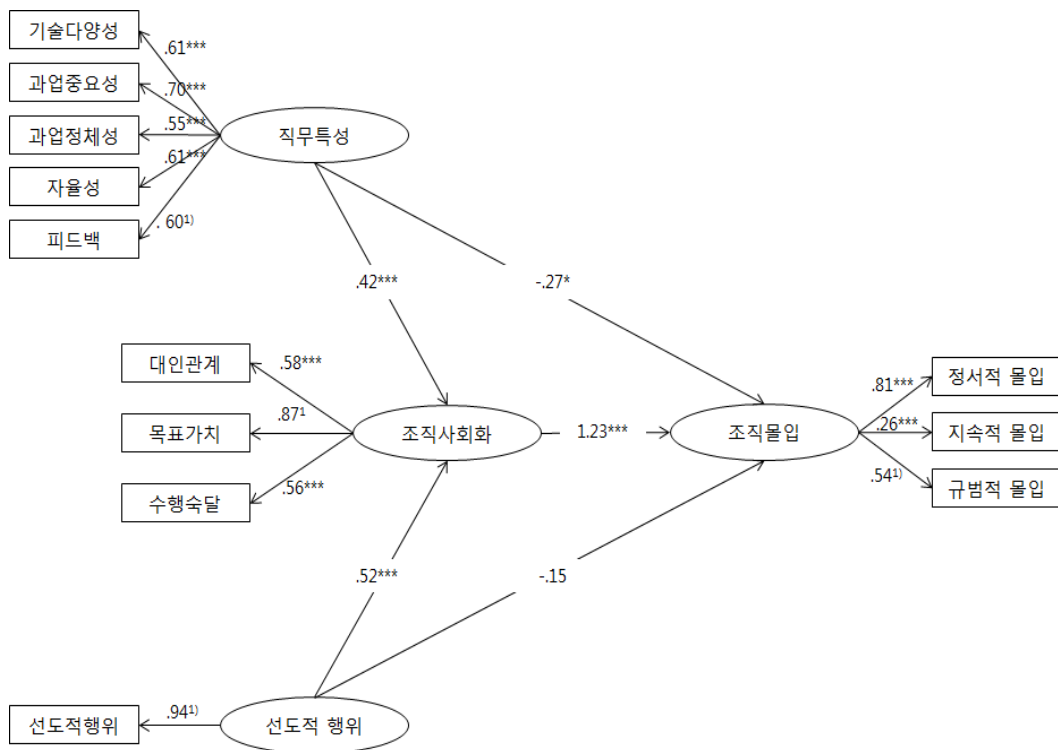 기술다양성
.61***
과업중요성
.70***
과업정체성
.55***
직무특성
자율성
.61***
피드백
. 60¹⁾
.42***
-.27*
대인관계
.58***
정서적 몰입
.81***
목표가치
.87¹
조직사회화
1.23***
조직몰입
.26***
지속적 몰입
수행숙달
.56***
.54¹⁾
규범적 몰입
.52***
-.15
선도적행위
.94¹⁾
선도적 행위